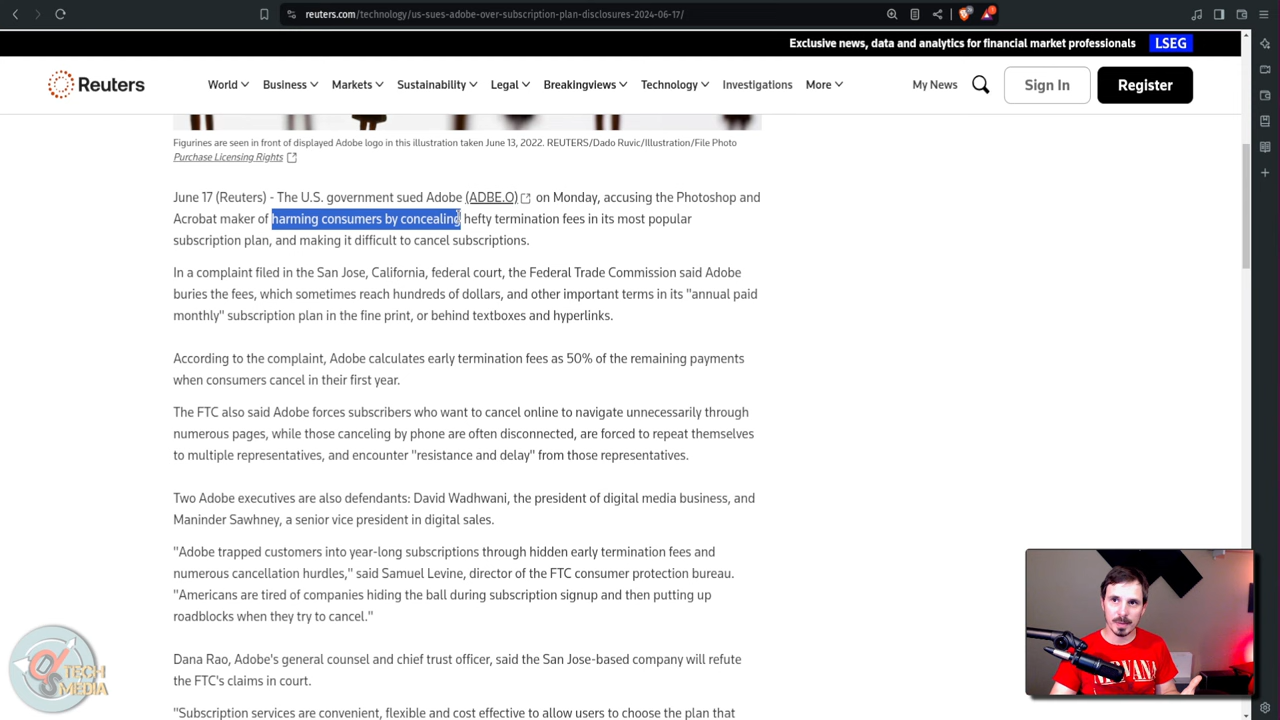 reuters.com/technology/us-sues-adobe-over-subscription-plan-disclosures-2024-06-17/
Exclusive news, data and analytics for financial market professionals LSEG
Reuters World Business Markets Sustainability Legal Breakingviews Technology Investigations More My News Sign In Register
Figurines are seen in front of displayed Adobe logo in this illustration taken June 13, 2022. REUTERS/Dado Ruvic/Illustration/File Photo
Purchase Licensing Rights
June 17 (Reuters) - The U.S. government sued Adobe (ADBE.O) on Monday, accusing the Photoshop and
Acrobat maker of harming consumers by concealing hefty termination fees in its most popular
subscription plan, and making it difficult to cancel subscriptions.
In a complaint filed in the San Jose, California, federal court, the Federal Trade Commission said Adobe
buries the fees, which sometimes reach hundreds of dollars, and other important terms in its "annual paid
monthly" subscription plan in the fine print, or behind textboxes and hyperlinks.
According to the complaint, Adobe calculates early termination fees as 50% of the remaining payments
when consumers cancel in their first year.
The FTC also said Adobe forces subscribers who want to cancel online to navigate unnecessarily through
numerous pages, while those canceling by phone are often disconnected, are forced to repeat themselves
to multiple representatives, and encounter "resistance and delay" from those representatives.
Two Adobe executives are also defendants: David Wadhwani, the president of digital media business, and
Maninder Sawhney, a senior vice president in digital sales.
"Adobe trapped customers into year-long subscriptions through hidden early termination fees and
numerous cancellation hurdles," said Samuel Levine, director of the FTC consumer protection bureau.
"Americans are tired of companies hiding the ball during subscription signup and then putting up
roadblocks when they try to cancel."
Dana Rao, Adobe's general counsel and chief trust officer, said the San Jose-based company will refute
the FTC's claims in court.
"Subscription services are convenient, flexible and cost effective to allow users to choose the plan that
TECH
MEDIA
NIRVANA